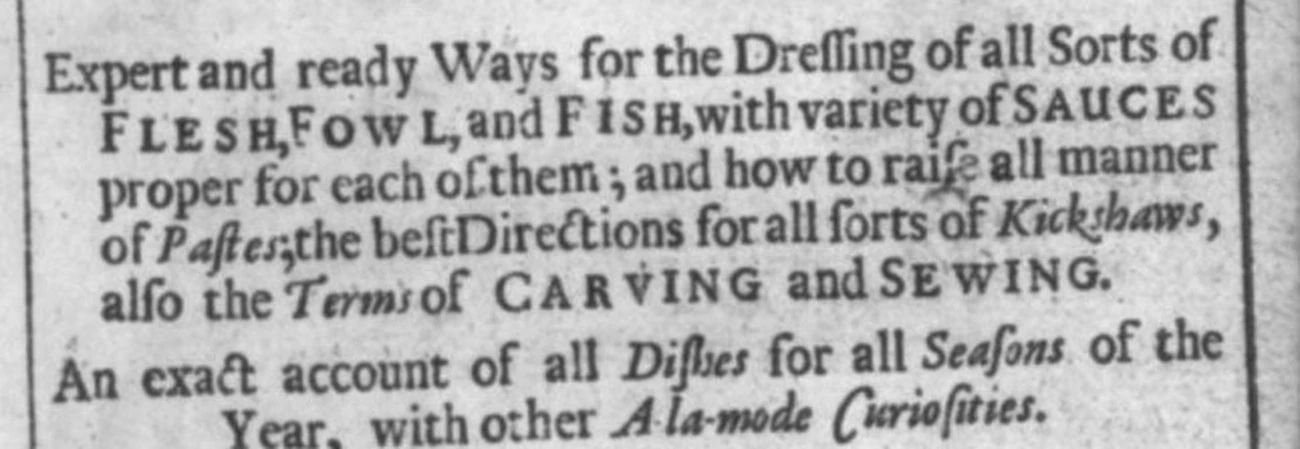 Expert and ready Ways for the Dreſſing of all Sorts of
FLESH, FOWL, and FISH, with variety of SAUCES
proper for each of them; and how to raiſe all manner
of Paſtes; the beſt Directions for all ſorts of Kickshaws,
alſo the Terms of CARVING and SEWING.
An exact account of all Diſhes for all Seaſons of the
Year, with other A-la-mode Curioſities.